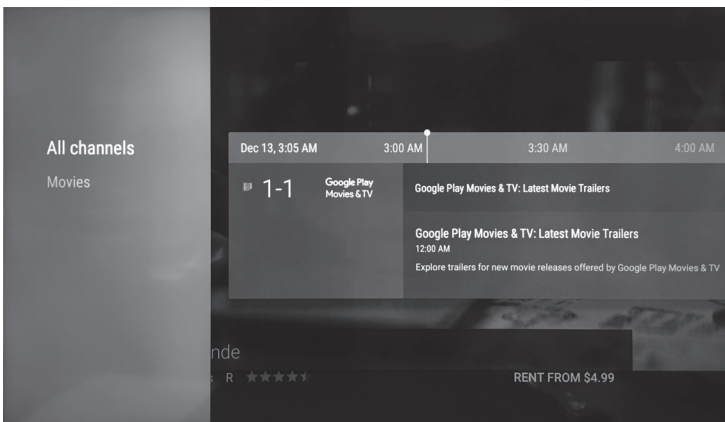 All channels
Movies
Dec 13, 3:05 AM 3:00 AM 3:30 AM 4:00 AM
1-1 Google Play Movies & TV
Google Play Movies & TV: Latest Movie Trailers
Google Play Movies & TV: Latest Movie Trailers
12:00 AM
Explore trailers for new movie releases offered by Google Play Movies & TV
nde
s R RENT FROM $4.99